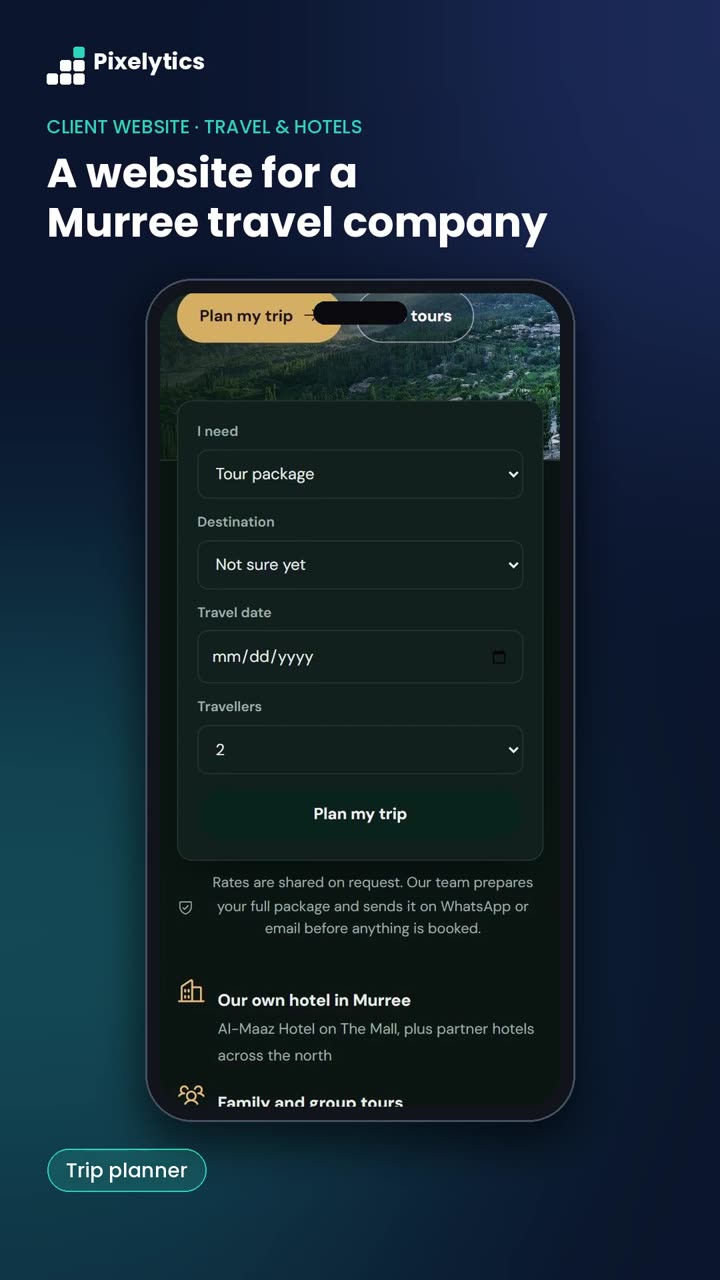 Pixelytics
CLIENT WEBSITE · TRAVEL & HOTELS
A website for a
Murree travel company
Plan my trip →
tours
I need
Tour package
Destination
Not sure yet
Travel date
mm/dd/yyyy
Travellers
2
Plan my trip
Rates are shared on request. Our team prepares
your full package and sends it on WhatsApp or
email before anything is booked.
Our own hotel in Murree
Al-Maaz Hotel on The Mall, plus partner hotels
across the north
Family and group tours
Trip planner